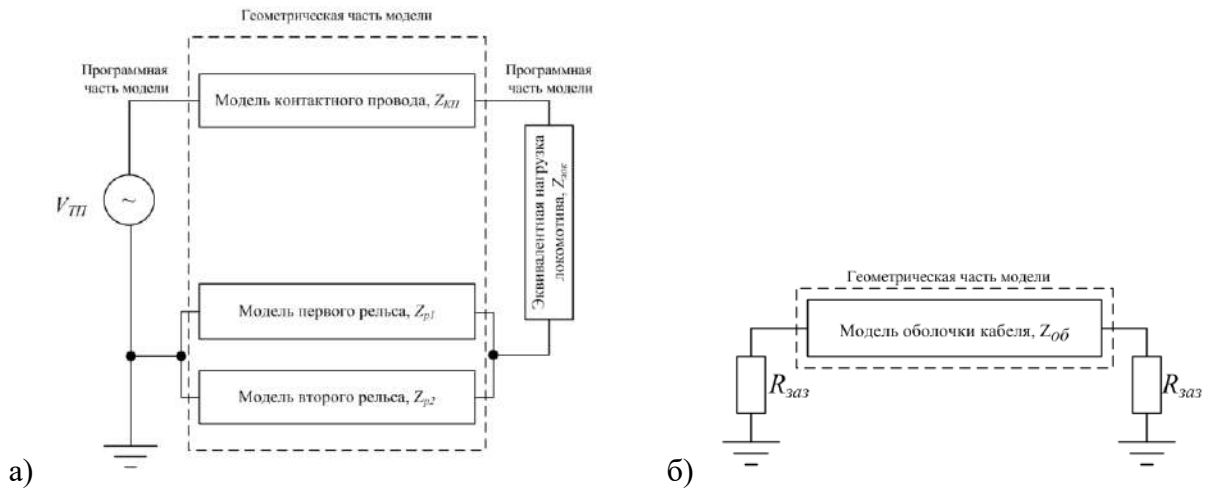 Геометрическая часть модели
Программная
часть модели
Программная
часть модели
Модель контактного провода, Z_КП
Эквивалентная нагрузка
локомотива, Z_лок
V_ТП
~
Модель первого рельса, Z_р1
Модель второго рельса, Z_р2
а)
Геометрическая часть модели
Модель оболочки кабеля, Z_Об
R_заз
R_заз
б)